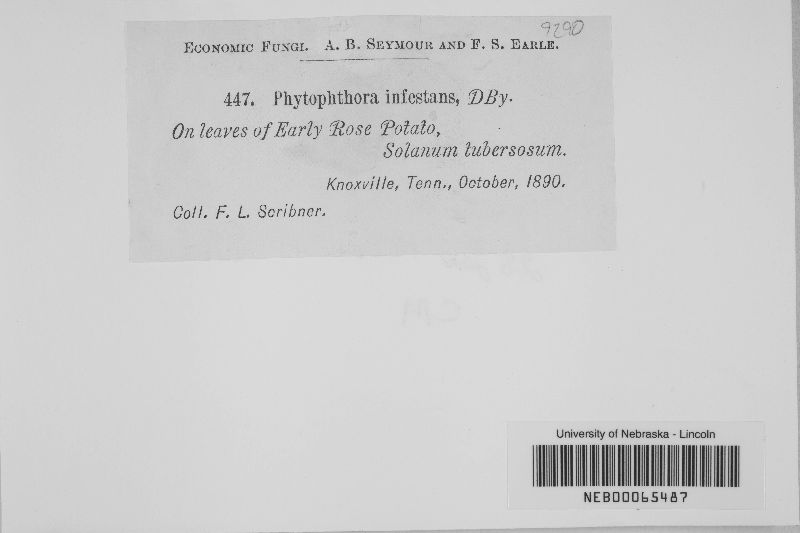 9290
ECONOMIC FUNGI. A. B. SEYMOUR AND F. S. EARLE.
447. Phytophthora infestans, DBy.
On leaves of Early Rose Potato,
Solanum tubersosum.
Knoxville, Tenn., October, 1890.
Coll. F. L. Scribner.
University of Nebraska - Lincoln
NEB00065487